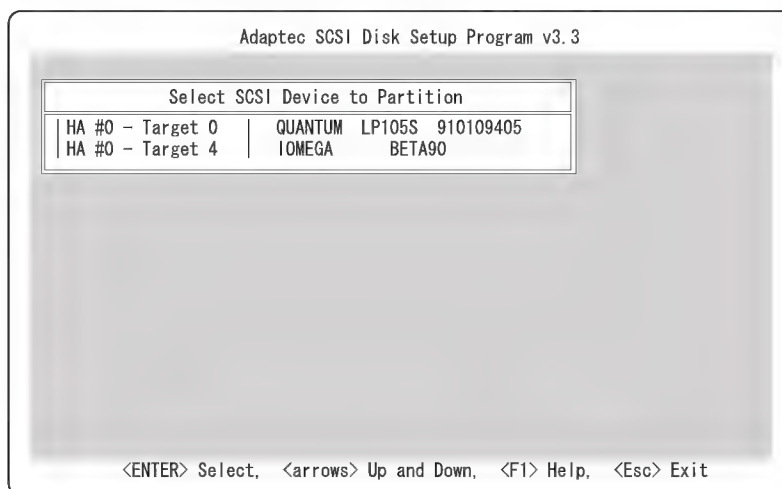 Adaptec SCSI Disk Setup Program v3.3
Select SCSI Device to Partition
HA #0 - Target 0 | QUANTUM LP105S 910109405
HA #0 - Target 4 | IOMEGA BETA90
<ENTER> Select, <arrows> Up and Down, <F1> Help, <Esc> Exit